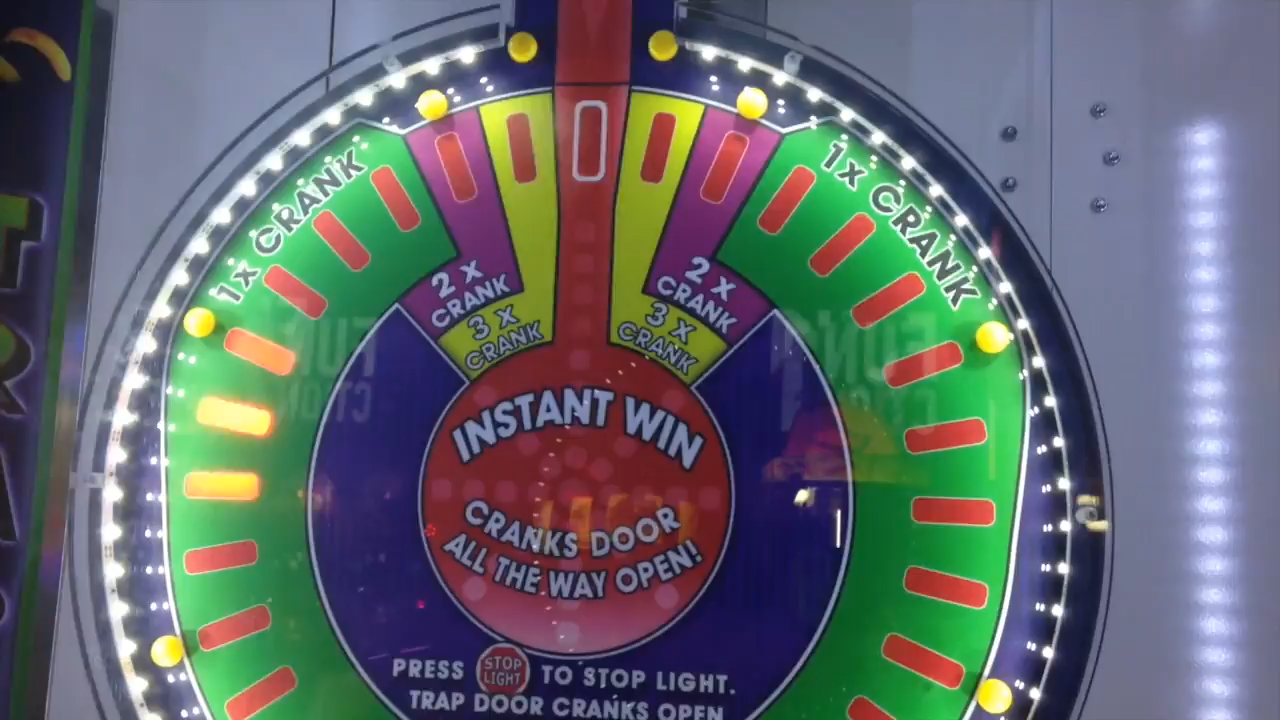 1x CRANK
1x CRANK
2 x
CRANK
3 x
CRANK
3 x
CRANK
2 x
CRANK
INSTANT WIN
CRANKS DOOR
ALL THE WAY OPEN!
PRESS STOP LIGHT TO STOP LIGHT.
TRAP DOOR CRANKS OPEN